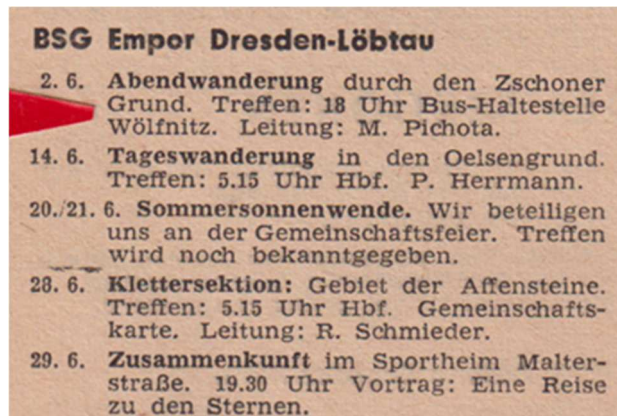 BSG Empor Dresden-Löbtau
2. 6. Abendwanderung durch den Zschoner
Grund. Treffen: 18 Uhr Bus-Haltestelle
Wölfnitz. Leitung: M. Pichota.
14. 6. Tageswanderung in den Oelsengrund.
Treffen: 5.15 Uhr Hbf. P. Herrmann.
20./21. 6. Sommersonnenwende. Wir beteiligen
uns an der Gemeinschaftsfeier. Treffen
wird noch bekanntgegeben.
28. 6. Klettersektion: Gebiet der Affensteine.
Treffen: 5.15 Uhr Hbf. Gemeinschafts-
karte. Leitung: R. Schmieder.
29. 6. Zusammenkunft im Sportheim Malter-
straße. 19.30 Uhr Vortrag: Eine Reise
zu den Sternen.